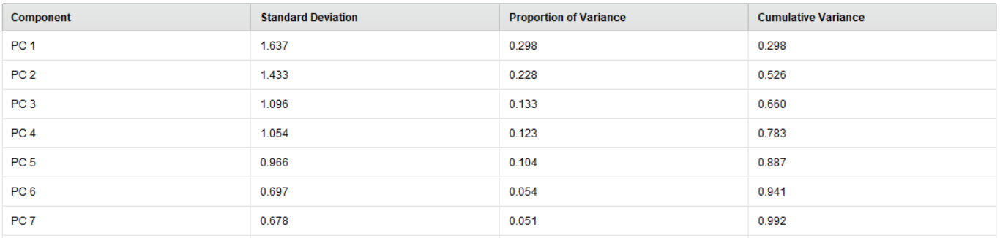 Component Standard Deviation Proportion of Variance Cumulative Variance
PC 1 1.637 0.298 0.298
PC 2 1.433 0.228 0.526
PC 3 1.096 0.133 0.660
PC 4 1.054 0.123 0.783
PC 5 0.966 0.104 0.887
PC 6 0.697 0.054 0.941
PC 7 0.678 0.051 0.992